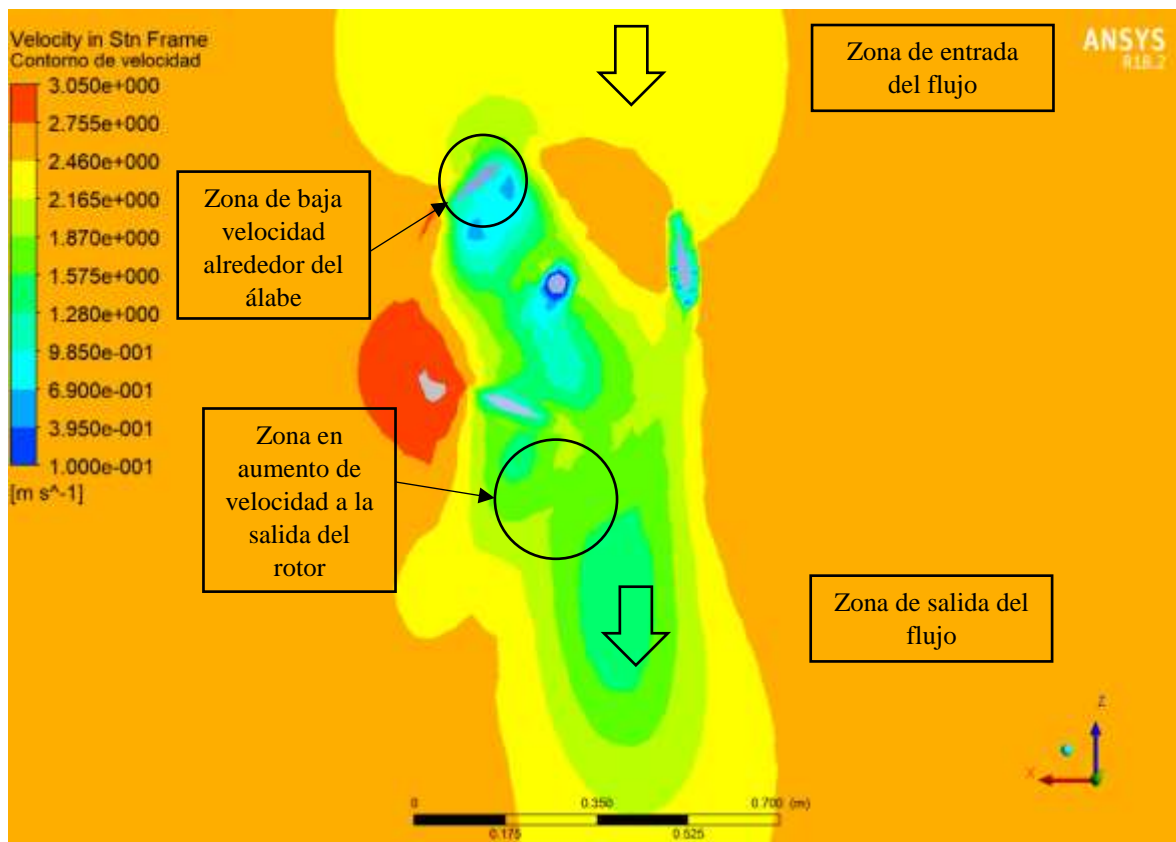 Velocity in Stn Frame
Contorno de velocidad
3.050e+000
2.755e+000
2.460e+000
2.165e+000
1.870e+000
1.575e+000
1.280e+000
9.850e-001
6.900e-001
3.950e-001
1.000e-001
[m s^-1]
Zona de entrada
del flujo
ANSYS
R18.2
Zona de baja
velocidad
alrededor del
álabe
Zona en
aumento de
velocidad a la
salida del
rotor
Zona de salida del
flujo
Z
X
0
0.350
0.700
(m)
0.175
0.525